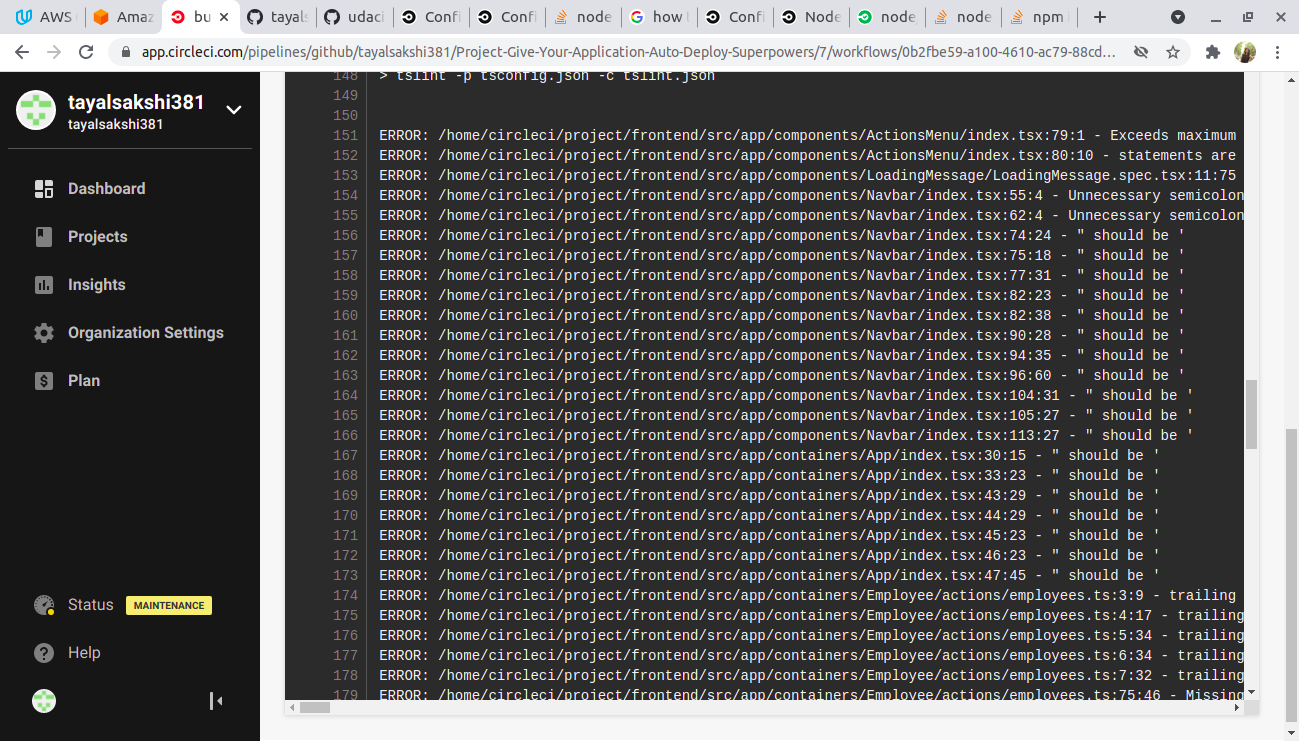 AWS
Amaz
bu
tayals
udaci
Confi
Confi
node
how t
Confi
Node
node
node
npm i
app.circleci.com/pipelines/github/tayalsakshi381/Project-Give-Your-Application-Auto-Deploy-Superpowers/7/workflows/0b2fbe59-a100-4610-ac79-88cd...
tayalsakshi381
tayalsakshi381
Dashboard
Projects
Insights
Organization Settings
Plan
Status MAINTENANCE
Help
148 > tslint -p tsconfig.json -c tslint.json
149
150
151 ERROR: /home/circleci/project/frontend/src/app/components/ActionsMenu/index.tsx:79:1 - Exceeds maximum
152 ERROR: /home/circleci/project/frontend/src/app/components/ActionsMenu/index.tsx:80:10 - statements are
153 ERROR: /home/circleci/project/frontend/src/app/components/LoadingMessage/LoadingMessage.spec.tsx:11:75
154 ERROR: /home/circleci/project/frontend/src/app/components/Navbar/index.tsx:55:4 - Unnecessary semicolon
155 ERROR: /home/circleci/project/frontend/src/app/components/Navbar/index.tsx:62:4 - Unnecessary semicolon
156 ERROR: /home/circleci/project/frontend/src/app/components/Navbar/index.tsx:74:24 - " should be '
157 ERROR: /home/circleci/project/frontend/src/app/components/Navbar/index.tsx:75:18 - " should be '
158 ERROR: /home/circleci/project/frontend/src/app/components/Navbar/index.tsx:77:31 - " should be '
159 ERROR: /home/circleci/project/frontend/src/app/components/Navbar/index.tsx:82:23 - " should be '
160 ERROR: /home/circleci/project/frontend/src/app/components/Navbar/index.tsx:82:38 - " should be '
161 ERROR: /home/circleci/project/frontend/src/app/components/Navbar/index.tsx:90:28 - " should be '
162 ERROR: /home/circleci/project/frontend/src/app/components/Navbar/index.tsx:94:35 - " should be '
163 ERROR: /home/circleci/project/frontend/src/app/components/Navbar/index.tsx:96:60 - " should be '
164 ERROR: /home/circleci/project/frontend/src/app/components/Navbar/index.tsx:104:31 - " should be '
165 ERROR: /home/circleci/project/frontend/src/app/components/Navbar/index.tsx:105:27 - " should be '
166 ERROR: /home/circleci/project/frontend/src/app/components/Navbar/index.tsx:113:27 - " should be '
167 ERROR: /home/circleci/project/frontend/src/app/containers/App/index.tsx:30:15 - " should be '
168 ERROR: /home/circleci/project/frontend/src/app/containers/App/index.tsx:33:23 - " should be '
169 ERROR: /home/circleci/project/frontend/src/app/containers/App/index.tsx:43:29 - " should be '
170 ERROR: /home/circleci/project/frontend/src/app/containers/App/index.tsx:44:29 - " should be '
171 ERROR: /home/circleci/project/frontend/src/app/containers/App/index.tsx:45:23 - " should be '
172 ERROR: /home/circleci/project/frontend/src/app/containers/App/index.tsx:46:23 - " should be '
173 ERROR: /home/circleci/project/frontend/src/app/containers/App/index.tsx:47:45 - " should be '
174 ERROR: /home/circleci/project/frontend/src/app/containers/Employee/actions/employees.ts:3:9 - trailing
175 ERROR: /home/circleci/project/frontend/src/app/containers/Employee/actions/employees.ts:4:17 - trailing
176 ERROR: /home/circleci/project/frontend/src/app/containers/Employee/actions/employees.ts:5:34 - trailing
177 ERROR: /home/circleci/project/frontend/src/app/containers/Employee/actions/employees.ts:6:34 - trailing
178 ERROR: /home/circleci/project/frontend/src/app/containers/Employee/actions/employees.ts:7:32 - trailing
179 ERROR: /home/circleci/project/frontend/src/app/containers/Employee/actions/employees.ts:75:46 - Missing